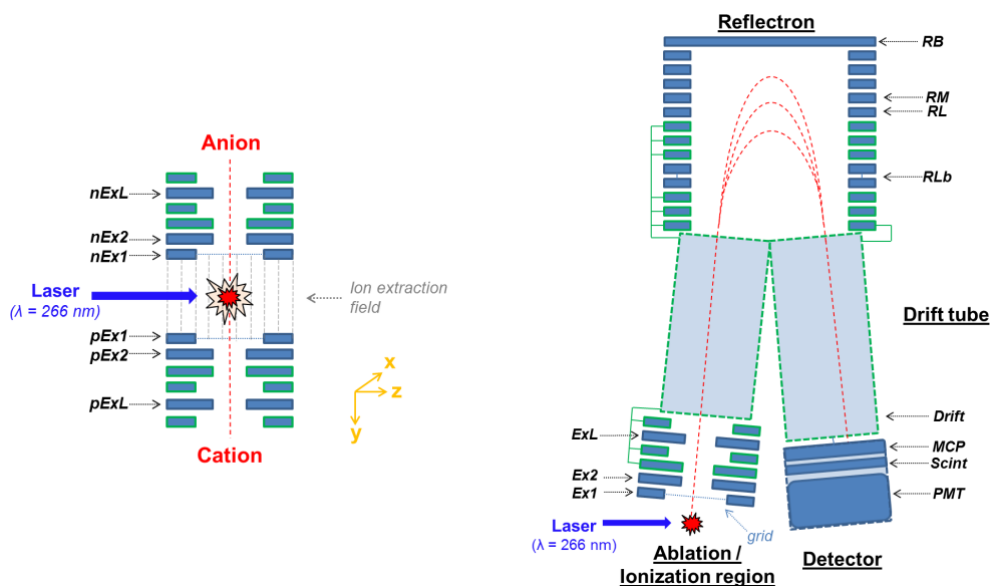 Anion
nExL
nEx2
nEx1
Laser
(λ = 266 nm)
Ion extraction
field
pEx1
pEx2
pExL
x
z
y
Cation
Reflectron
RB
RM
RL
RLb
Drift tube
Drift
ExL
MCP
Scint
Ex2
Ex1
PMT
Laser
(λ = 266 nm)
grid
Ablation /
Ionization region
Detector